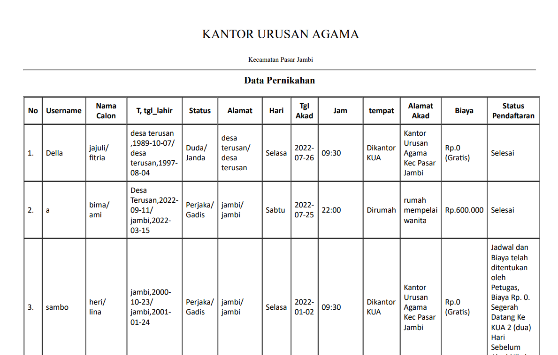 KANTOR URUSAN AGAMA
Kecamatan Pasar Jambi
Data Pernikahan
No Username Nama Calon T, tgl_lahir Status Alamat Hari Tgl Akad Jam tempat Alamat Akad Biaya Status Pendaftaran
1. Della jajuli/ fitria desa terusan ,1989-10-07/ desa terusan,1997-08-04 Duda/ Janda desa terusan/ desa terusan Selasa 2022-07-26 09:30 Dikantor KUA Kantor Urusan Agama Kec Pasar Jambi Rp.0 (Gratis) Selesai
2. a bima/ ami Desa Terusan,2022-09-11/ jambi,2022-03-15 Perjaka/ Gadis jambi/ jambi Sabtu 2022-07-25 22:00 Dirumah rumah mempelai wanita Rp.600.000 Selesai
3. sambo heri/ lina jambi,2000-10-23/ jambi,2001-01-24 Perjaka/ Gadis jambi/ jambi Selasa 2022-01-02 09:30 Dikantor KUA Kantor Urusan Agama Kec Pasar Jambi Rp.0 (Gratis) Jadwal dan Biaya telah ditentukan oleh Petugas, Biaya Rp. 0. Segerah Datang Ke KUA 2 (dua) Hari Sebelum